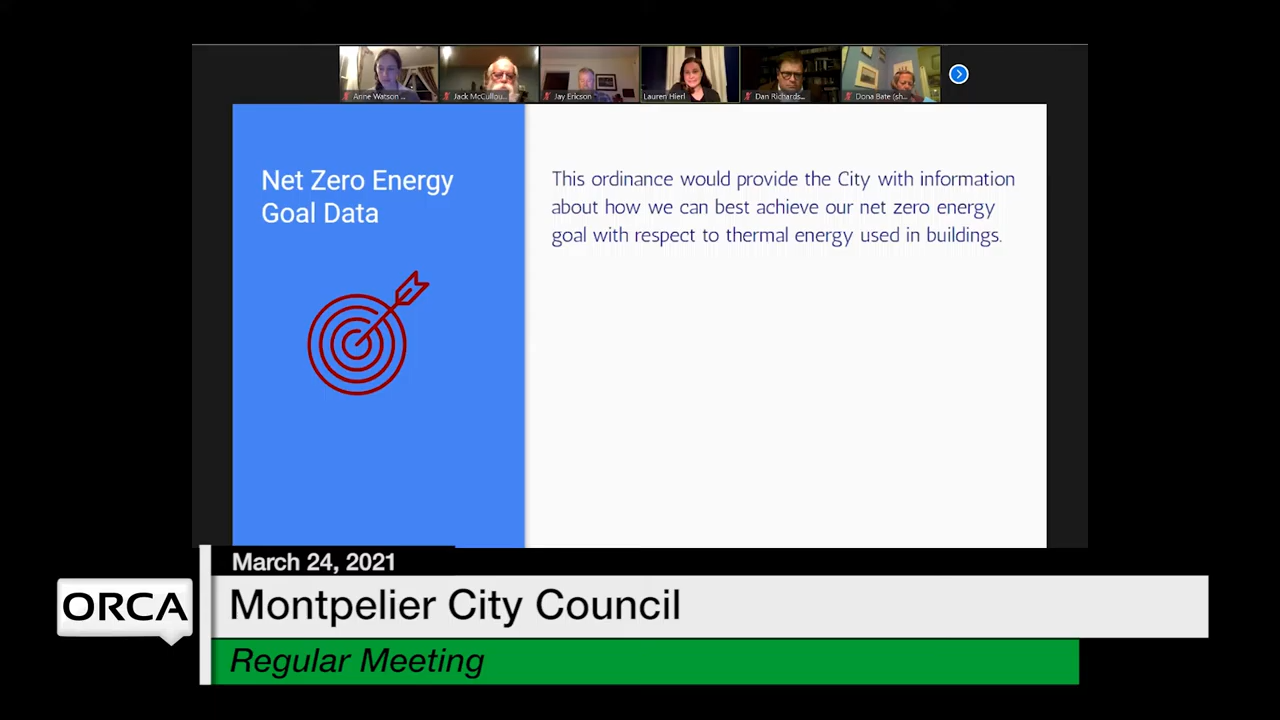 Anne Watson ...
Jack McCullou...
Jay Ericson
Lauren Hierl
Dan Richards...
Dona Bate (sh...
Net Zero Energy
Goal Data
This ordinance would provide the City with information
about how we can best achieve our net zero energy
goal with respect to thermal energy used in buildings.
March 24, 2021
ORCA
Montpelier City Council
Regular Meeting